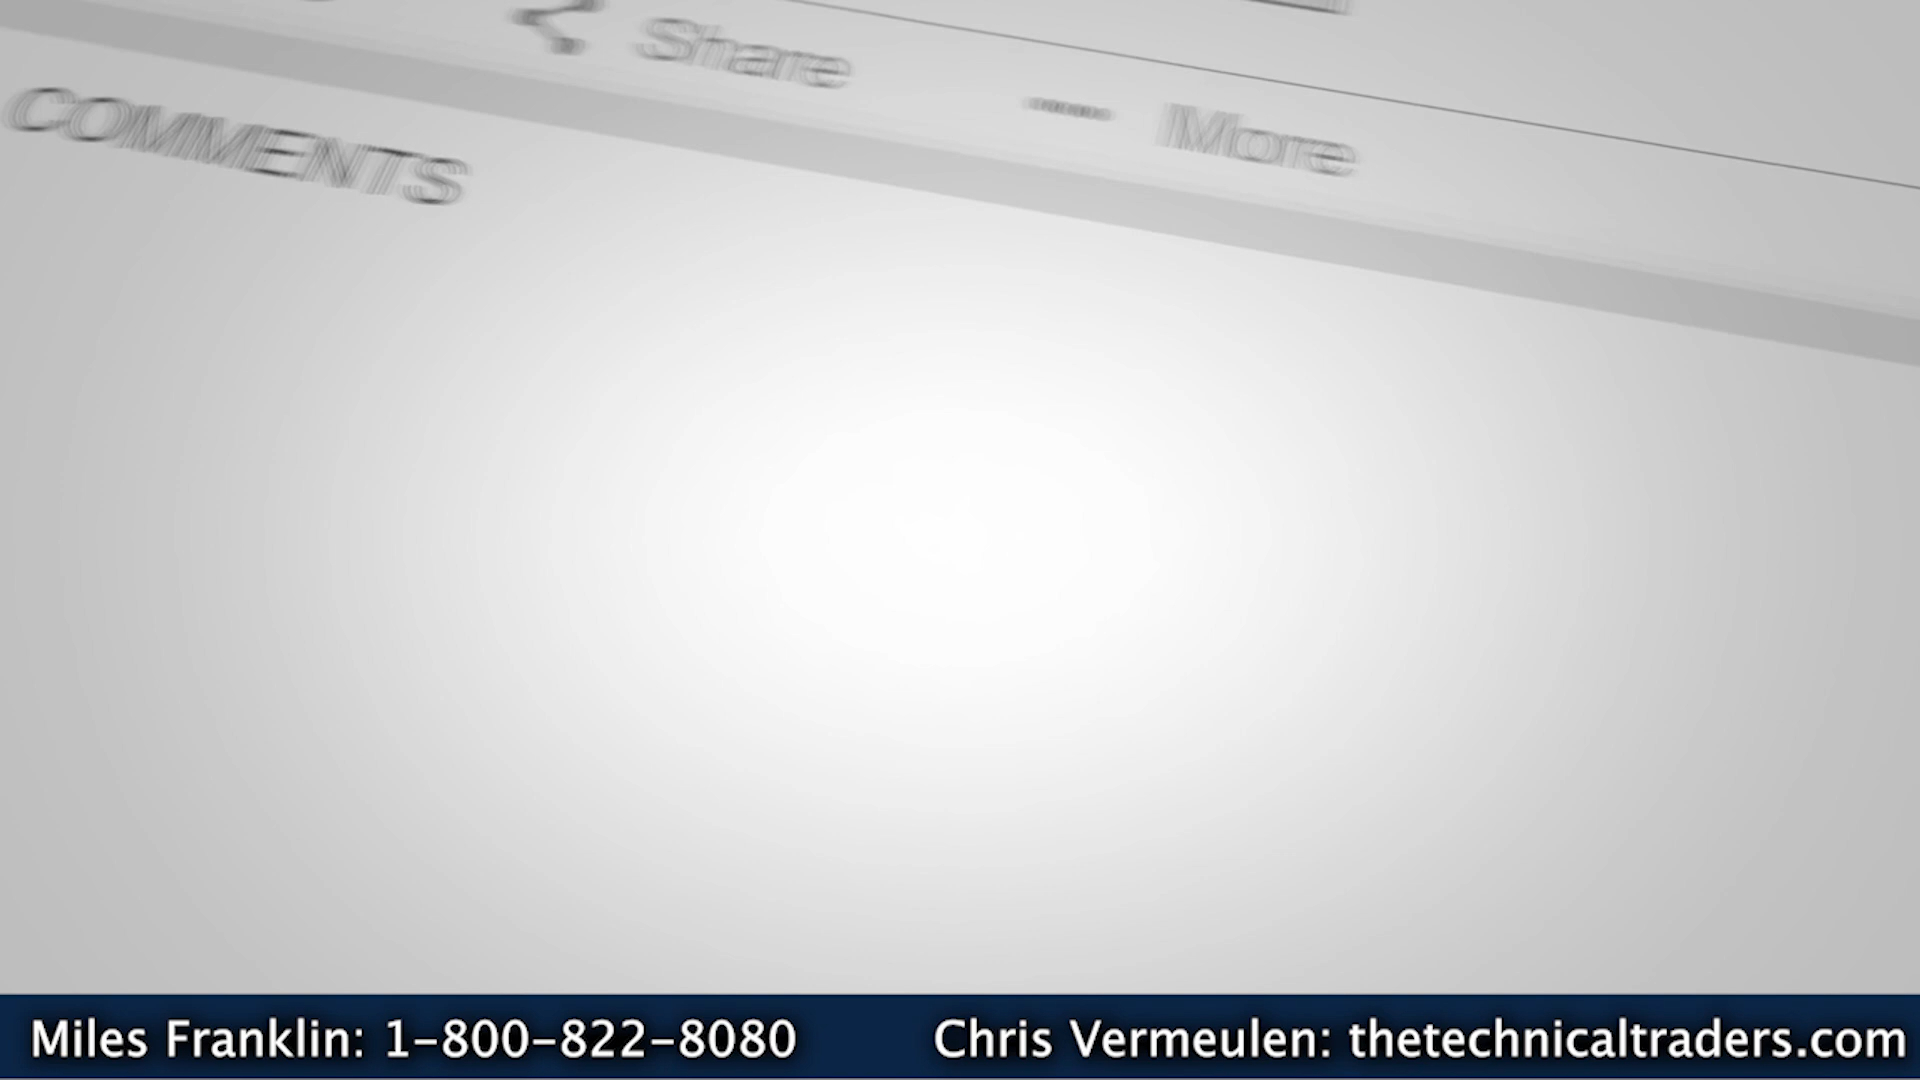 Share
More
COMMENTS
Miles Franklin: 1-800-822-8080
Chris Vermeulen: thetechnicaltraders.com